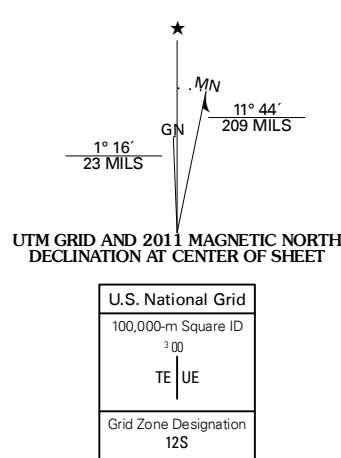 ★
MN
GN
11° 44´
209 MILS
1° 16´
23 MILS
UTM GRID AND 2011 MAGNETIC NORTH
DECLINATION AT CENTER OF SHEET
U.S. National Grid
100,000-m Square ID
³00
TE UE
Grid Zone Designation
12S